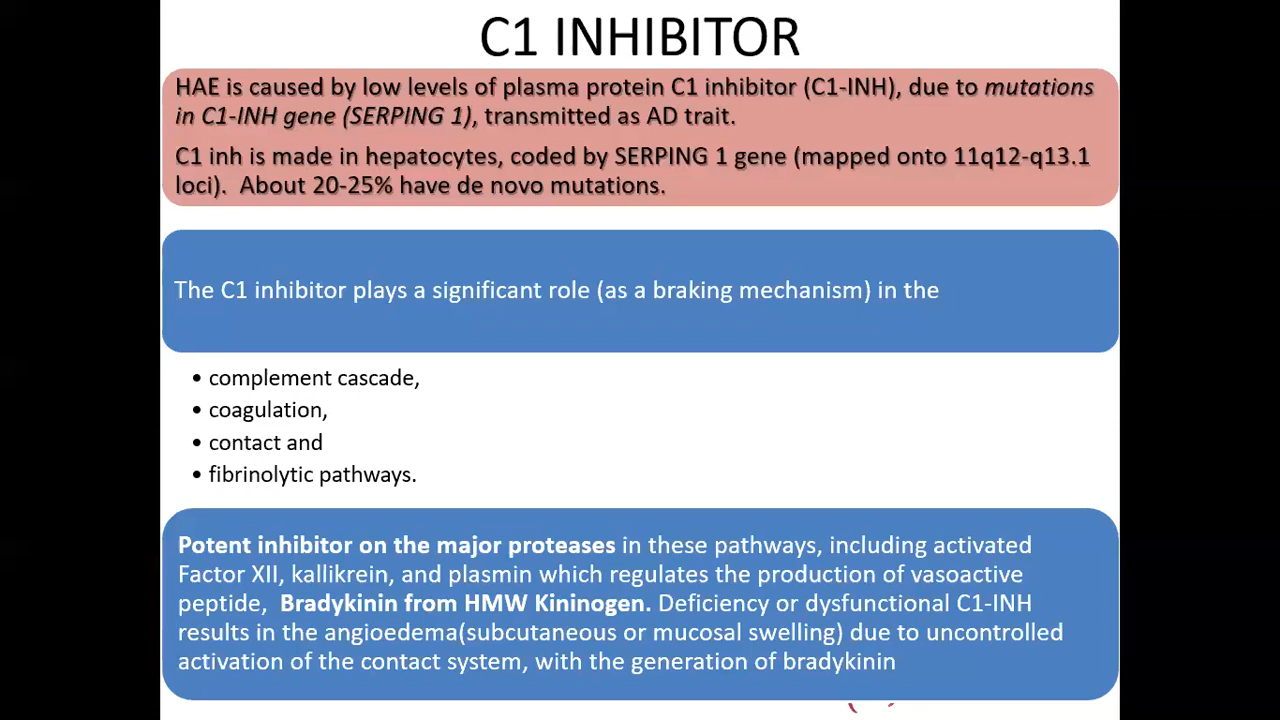 C1 INHIBITOR
HAE is caused by low levels of plasma protein C1 inhibitor (C1-INH), due to mutations
in C1-INH gene (SERPING 1), transmitted as AD trait.
C1 inh is made in hepatocytes, coded by SERPING 1 gene (mapped onto 11q12-q13.1
loci).  About 20-25% have de novo mutations.
The C1 inhibitor plays a significant role (as a braking mechanism) in the
• complement cascade,
• coagulation,
• contact and
• fibrinolytic pathways.
Potent inhibitor on the major proteases in these pathways, including activated
Factor XII, kallikrein, and plasmin which regulates the production of vasoactive
peptide,  Bradykinin from HMW Kininogen. Deficiency or dysfunctional C1-INH
results in the angioedema(subcutaneous or mucosal swelling) due to uncontrolled
activation of the contact system, with the generation of bradykinin